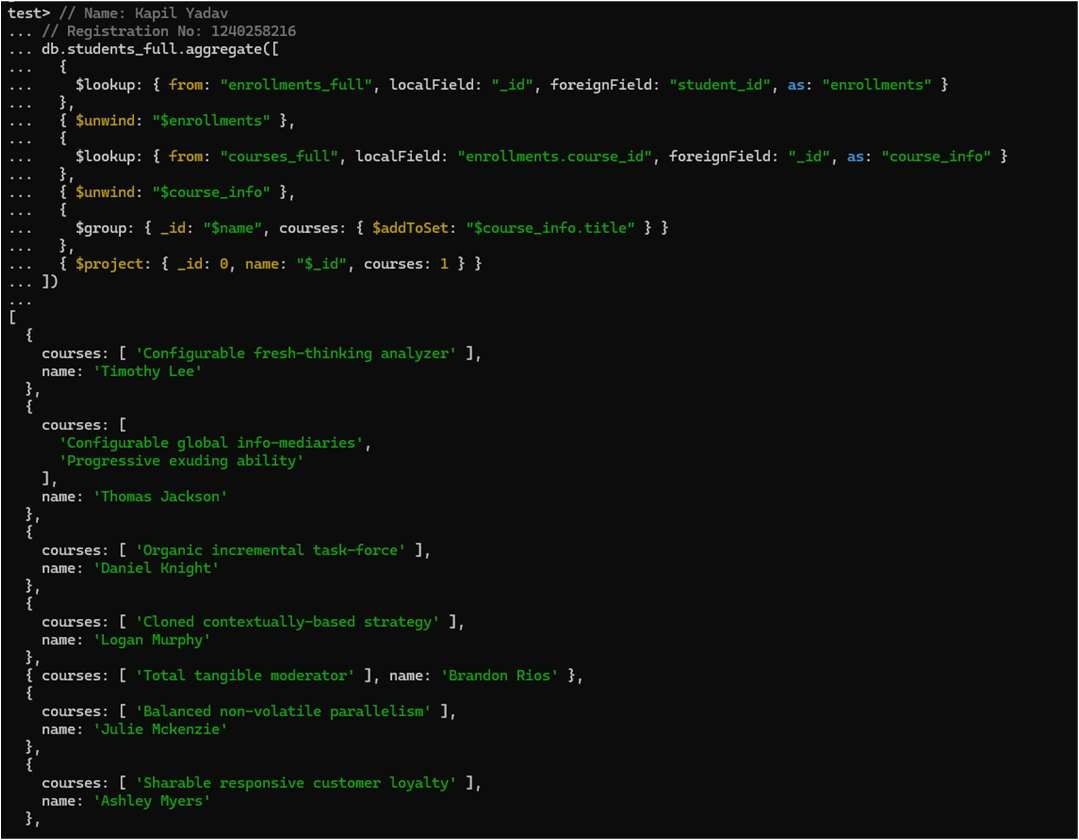 test> // Name: Kapil Yadav
... // Registration No: 1240258216
... db.students_full.aggregate([
...   {
...     $lookup: { from: "enrollments_full", localField: "_id", foreignField: "student_id", as: "enrollments" }
...   },
...   { $unwind: "$enrollments" },
...   {
...     $lookup: { from: "courses_full", localField: "enrollments.course_id", foreignField: "_id", as: "course_info" }
...   },
...   { $unwind: "$course_info" },
...   {
...     $group: { _id: "$name", courses: { $addToSet: "$course_info.title" } }
...   },
...   { $project: { _id: 0, name: "$_id", courses: 1 } }
... ])
...
[
  {
    courses: [ 'Configurable fresh-thinking analyzer' ],
    name: 'Timothy Lee'
  },
  {
    courses: [
      'Configurable global info-mediaries',
      'Progressive exuding ability'
    ],
    name: 'Thomas Jackson'
  },
  {
    courses: [ 'Organic incremental task-force' ],
    name: 'Daniel Knight'
  },
  {
    courses: [ 'Cloned contextually-based strategy' ],
    name: 'Logan Murphy'
  },
  { courses: [ 'Total tangible moderator' ], name: 'Brandon Rios' },
  {
    courses: [ 'Balanced non-volatile parallelism' ],
    name: 'Julie Mckenzie'
  },
  {
    courses: [ 'Sharable responsive customer loyalty' ],
    name: 'Ashley Myers'
  },